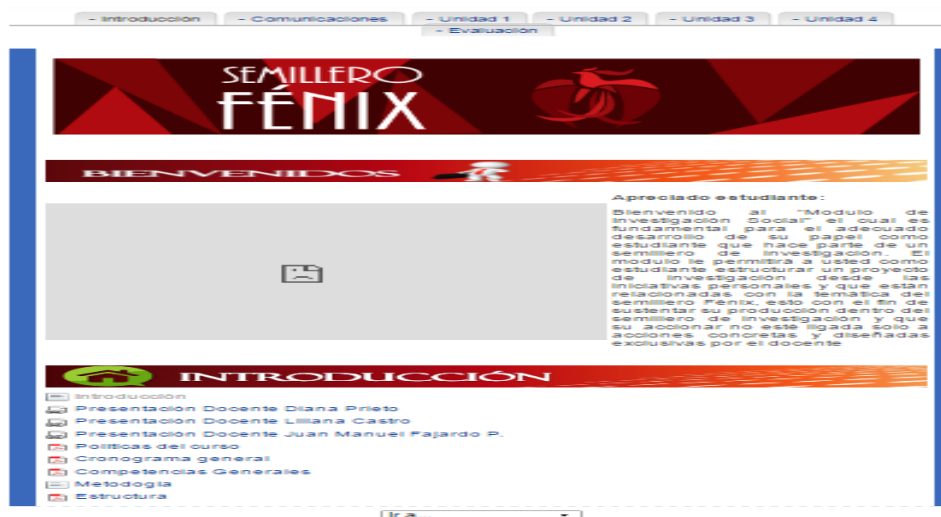 - Introducción - Comunicaciones - Unidad 1 - Unidad 2 - Unidad 3 - Unidad 4
- Evaluación
SEMILLERO
FÉNIX
BIENVENIDOS
Apreciado estudiante:
Bienvenido al "Modulo de
Investigación Social" el cual es
fundamental para el adecuado
desarrollo de su papel como
estudiante que hace parte de un
semillero de investigación. El
modulo le permitirá a usted como
estudiante estructurar un proyecto
de investigación desde las
iniciativas personales y que están
relacionadas con la temática del
semillero Fénix, esto con el fin de
sustentar su producción dentro del
semillero de investigación y que
su accionar no esté ligada solo a
acciones concretas y diseñadas
exclusivas por el docente
INTRODUCCIÓN
Introducción
Presentación Docente Diana Prieto
Presentación Docente Liliana Castro
Presentación Docente Juan Manuel Fajardo P.
Políticas del curso
Cronograma general
Competencias Generales
Metodogía
Estructura
Ir a...